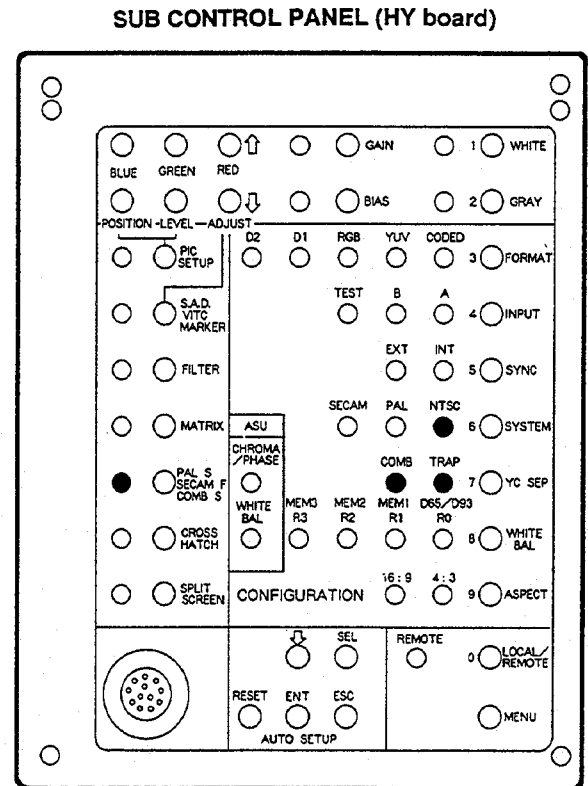 SUB CONTROL PANEL (HY board)
GAIN 1 WHITE
BLUE GREEN RED
BIAS 2 GRAY
POSITION -LEVEL- ADJUST
D2 D1 RGB YUV CODED
PIC
SETUP
3 FORMAT
TEST B A
S.A.D.
VITC
MARKER
4 INPUT
EXT INT
FILTER
5 SYNC
SECAM PAL NTSC
MATRIX
ASU
6 SYSTEM
CHROMA
/PHASE
COMB TRAP
PAL S
SECAM F
COMB S
7 YC SEP
WHITE
BAL
MEM3 MEM2 MEM1 D65/D93
R3 R2 R1 R0
CROSS
HATCH
8 WHITE
BAL
16:9 4:3
SPLIT
SCREEN
CONFIGURATION
9 ASPECT
SEL REMOTE
0 LOCAL/
REMOTE
RESET ENT ESC
MENU
AUTO SETUP